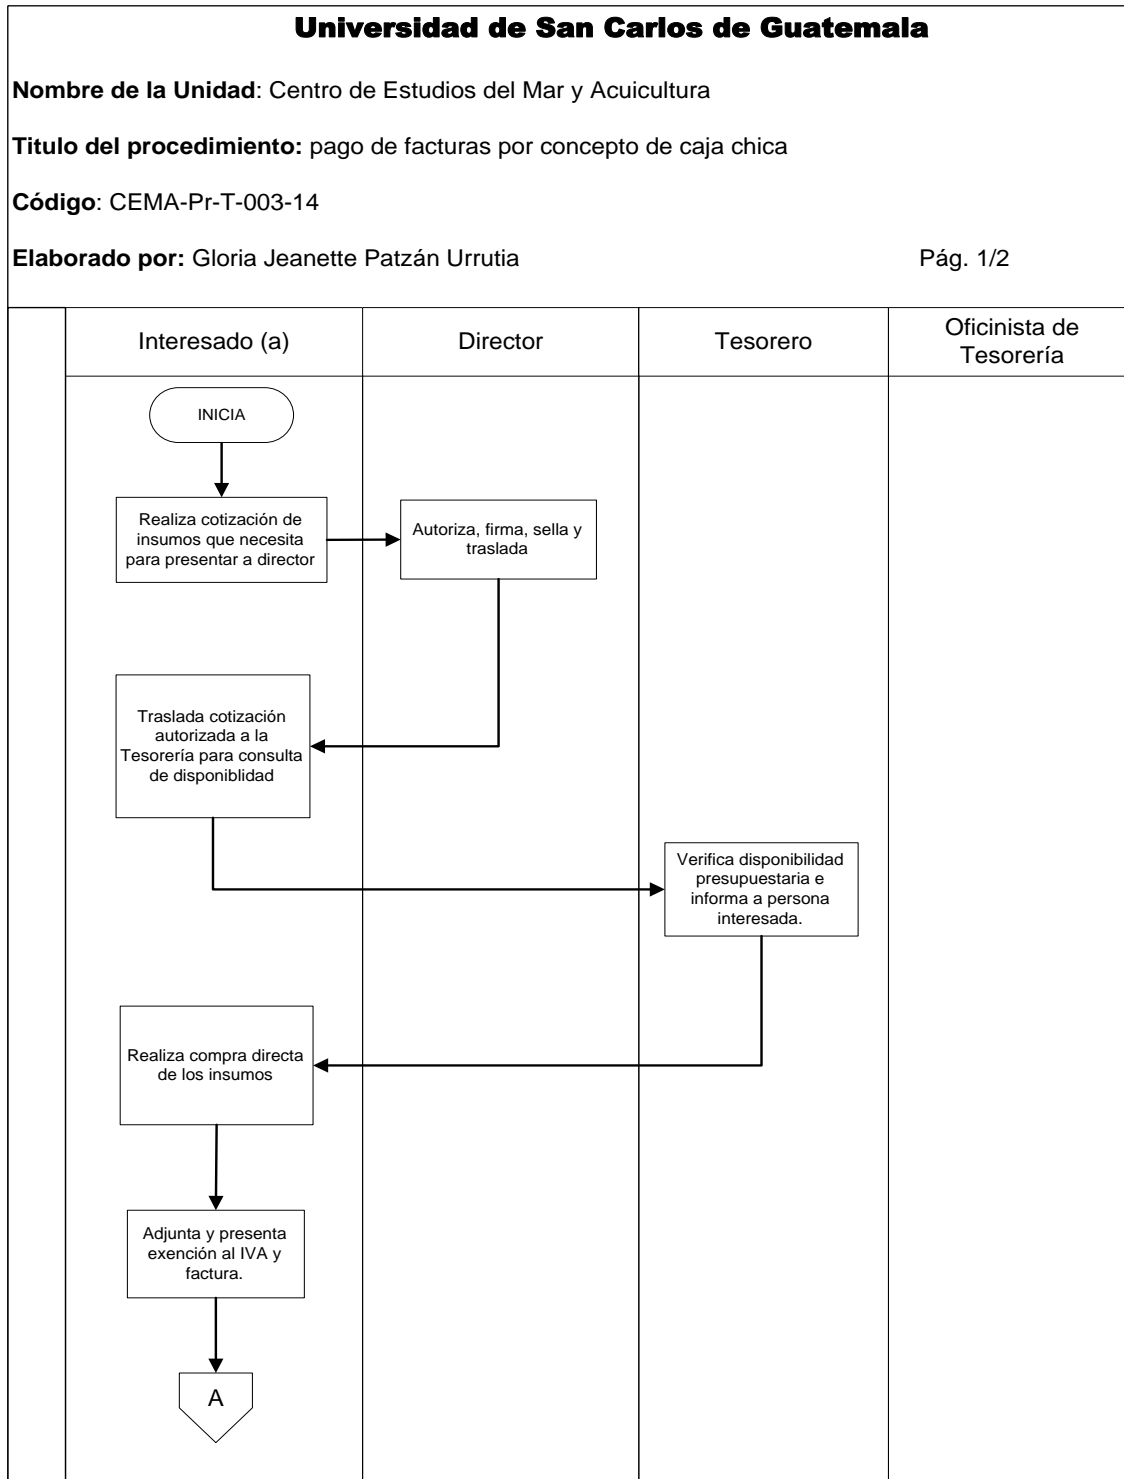 Universidad de San Carlos de Guatemala
Nombre de la Unidad: Centro de Estudios del Mar y Acuicultura
Titulo del procedimiento: pago de facturas por concepto de caja chica
Código: CEMA-Pr-T-003-14
Elaborado por: Gloria Jeanette Patzán Urrutia Pág. 1/2
Interesado (a)
Director
Tesorero
Oficinista de
Tesorería
INICIA
Realiza cotización de
insumos que necesita
para presentar a director
Autoriza, firma, sella y
traslada
Traslada cotización
autorizada a la
Tesorería para consulta
de disponiblidad
Verifica disponibilidad
presupuestaria e
informa a persona
interesada.
Realiza compra directa
de los insumos
Adjunta y presenta
exención al IVA y
factura.
A